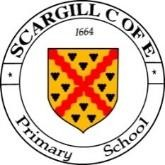 SCARGILL C OF E
1664
* *
Primary School